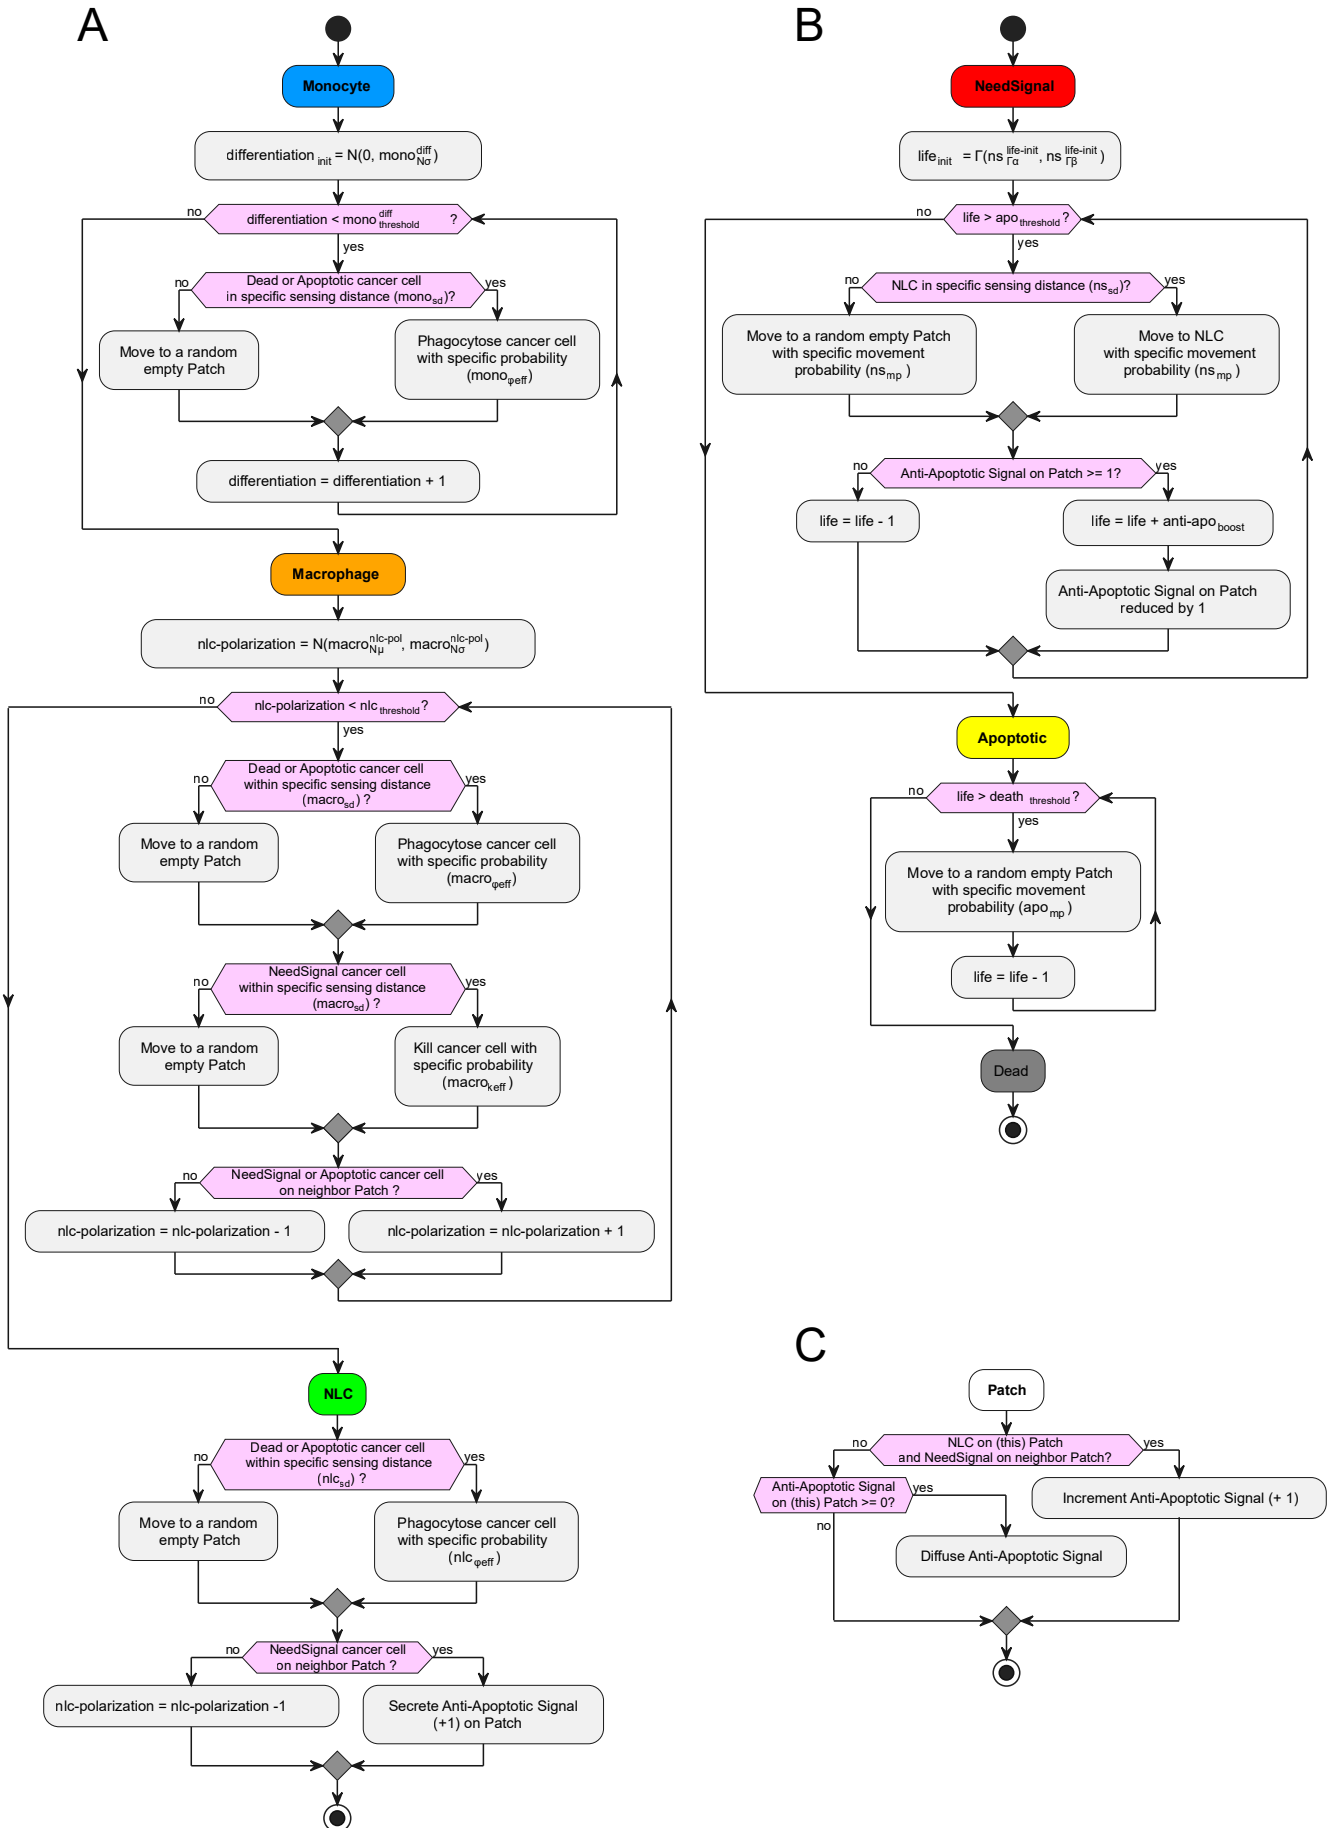 A
Monocyte
differentiation init = N(0, mono diff Nσ)
differentiation < mono diff threshold ?
no
yes
Dead or Apoptotic cancer cell
in specific sensing distance (mono sd)?
no
yes
Move to a random
empty Patch
Phagocytose cancer cell
with specific probability
(mono φeff)
differentiation = differentiation + 1
Macrophage
nlc-polarization = N(macro nlc-pol Nμ, macro nlc-pol Nσ)
no
nlc-polarization < nlc threshold ?
yes
Dead or Apoptotic cancer cell
within specific sensing distance
(macro sd) ?
no
yes
Move to a random
empty Patch
Phagocytose cancer cell
with specific probability
(macro φeff)
NeedSignal cancer cell
within specific sensing distance
(macro sd) ?
no
yes
Move to a random
empty Patch
Kill cancer cell with
specific probability
(macro keff)
NeedSignal or Apoptotic cancer cell
on neighbor Patch ?
no
yes
nlc-polarization = nlc-polarization - 1
nlc-polarization = nlc-polarization + 1
NLC
Dead or Apoptotic cancer cell
within specific sensing distance
(nlc sd) ?
no
yes
Move to a random
empty Patch
Phagocytose cancer cell
with specific probability
(nlc φeff)
NeedSignal cancer cell
on neighbor Patch ?
no
yes
nlc-polarization = nlc-polarization -1
Secrete Anti-Apoptotic Signal
(+1) on Patch
B
NeedSignal
life init = Γ(ns life-init Γα, ns life-init Γβ)
no
life > apo threshold ?
yes
NLC in specific sensing distance (ns sd)?
no
yes
Move to a random empty Patch
with specific movement
probability (ns mp)
Move to NLC
with specific movement
probability (ns mp)
Anti-Apoptotic Signal on Patch >= 1?
no
yes
life = life - 1
life = life + anti-apo boost
Anti-Apoptotic Signal on Patch
reduced by 1
Apoptotic
no
life > death threshold ?
yes
Move to a random empty Patch
with specific movement
probability (apo mp)
life = life - 1
Dead
C
Patch
NLC on (this) Patch
and NeedSignal on neighbor Patch?
no
yes
Anti-Apoptotic Signal
on (this) Patch >= 0?
yes
no
Increment Anti-Apoptotic Signal (+ 1)
Diffuse Anti-Apoptotic Signal